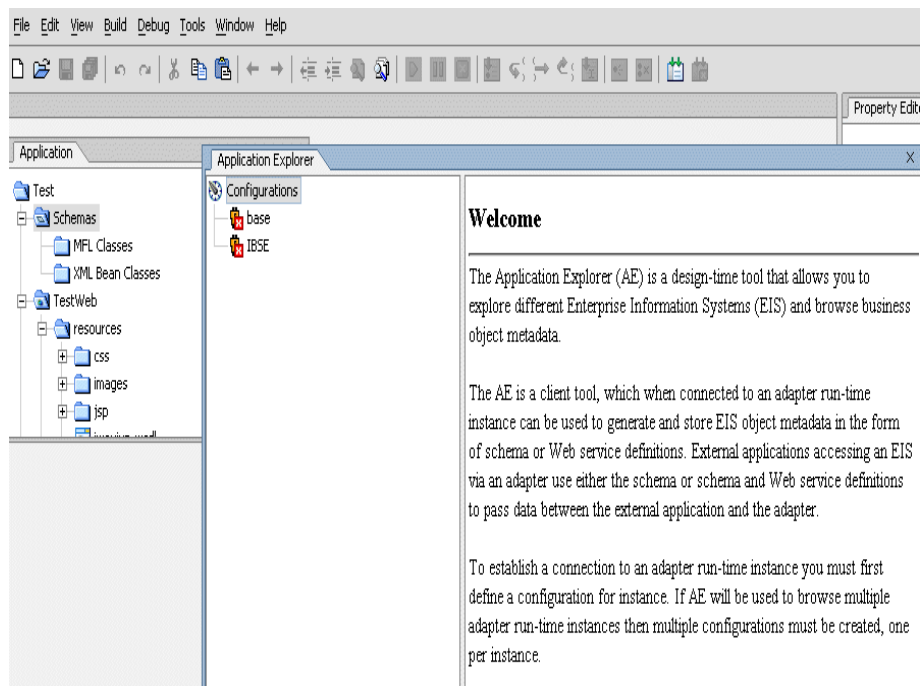 File Edit View Build Debug Tools Window Help
Property
Application
Test
Schemas
MFL Classes
XML Bean Classes
TestWeb
resources
css
images
jsp
Application Explorer
X
Configurations
base
IBSE
Welcome
The Application Explorer (AE) is a design-time tool that allows you to
explore different Enterprise Information Systems (EIS) and browse business
object metadata.
The AE is a client tool, which when connected to an adapter run-time
instance can be used to generate and store EIS object metadata in the form
of schema or Web service definitions. External applications accessing an EIS
via an adapter use either the schema or schema and Web service definitions
to pass data between the external application and the adapter.
To establish a connection to an adapter run-time instance you must first
define a configuration for instance. If AE will be used to browse multiple
adapter run-time instances then multiple configurations must be created, one
per instance.